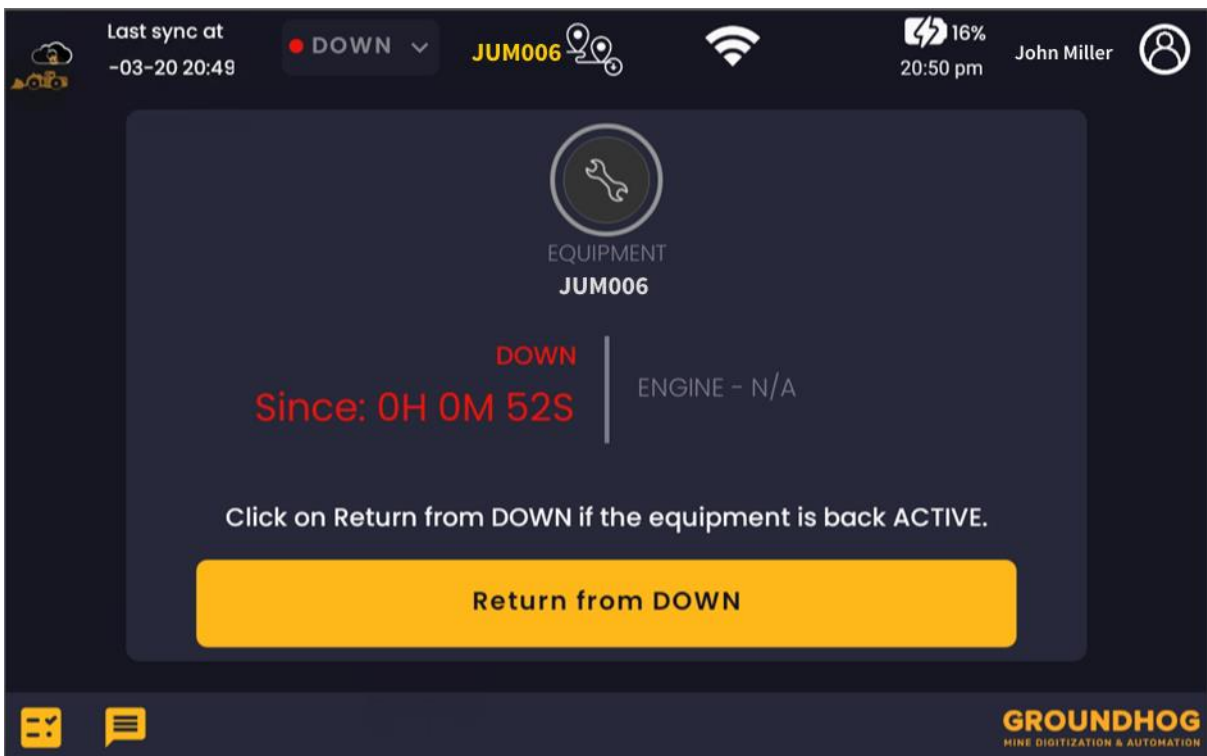 Last sync at
-03-20 20:49
DOWN
JUM006
16%
20:50 pm
John Miller
EQUIPMENT
JUM006
DOWN
Since: 0H 0M 52S
ENGINE - N/A
Click on Return from DOWN if the equipment is back ACTIVE.
Return from DOWN
GROUNDHOG
MINE DIGITIZATION & AUTOMATION